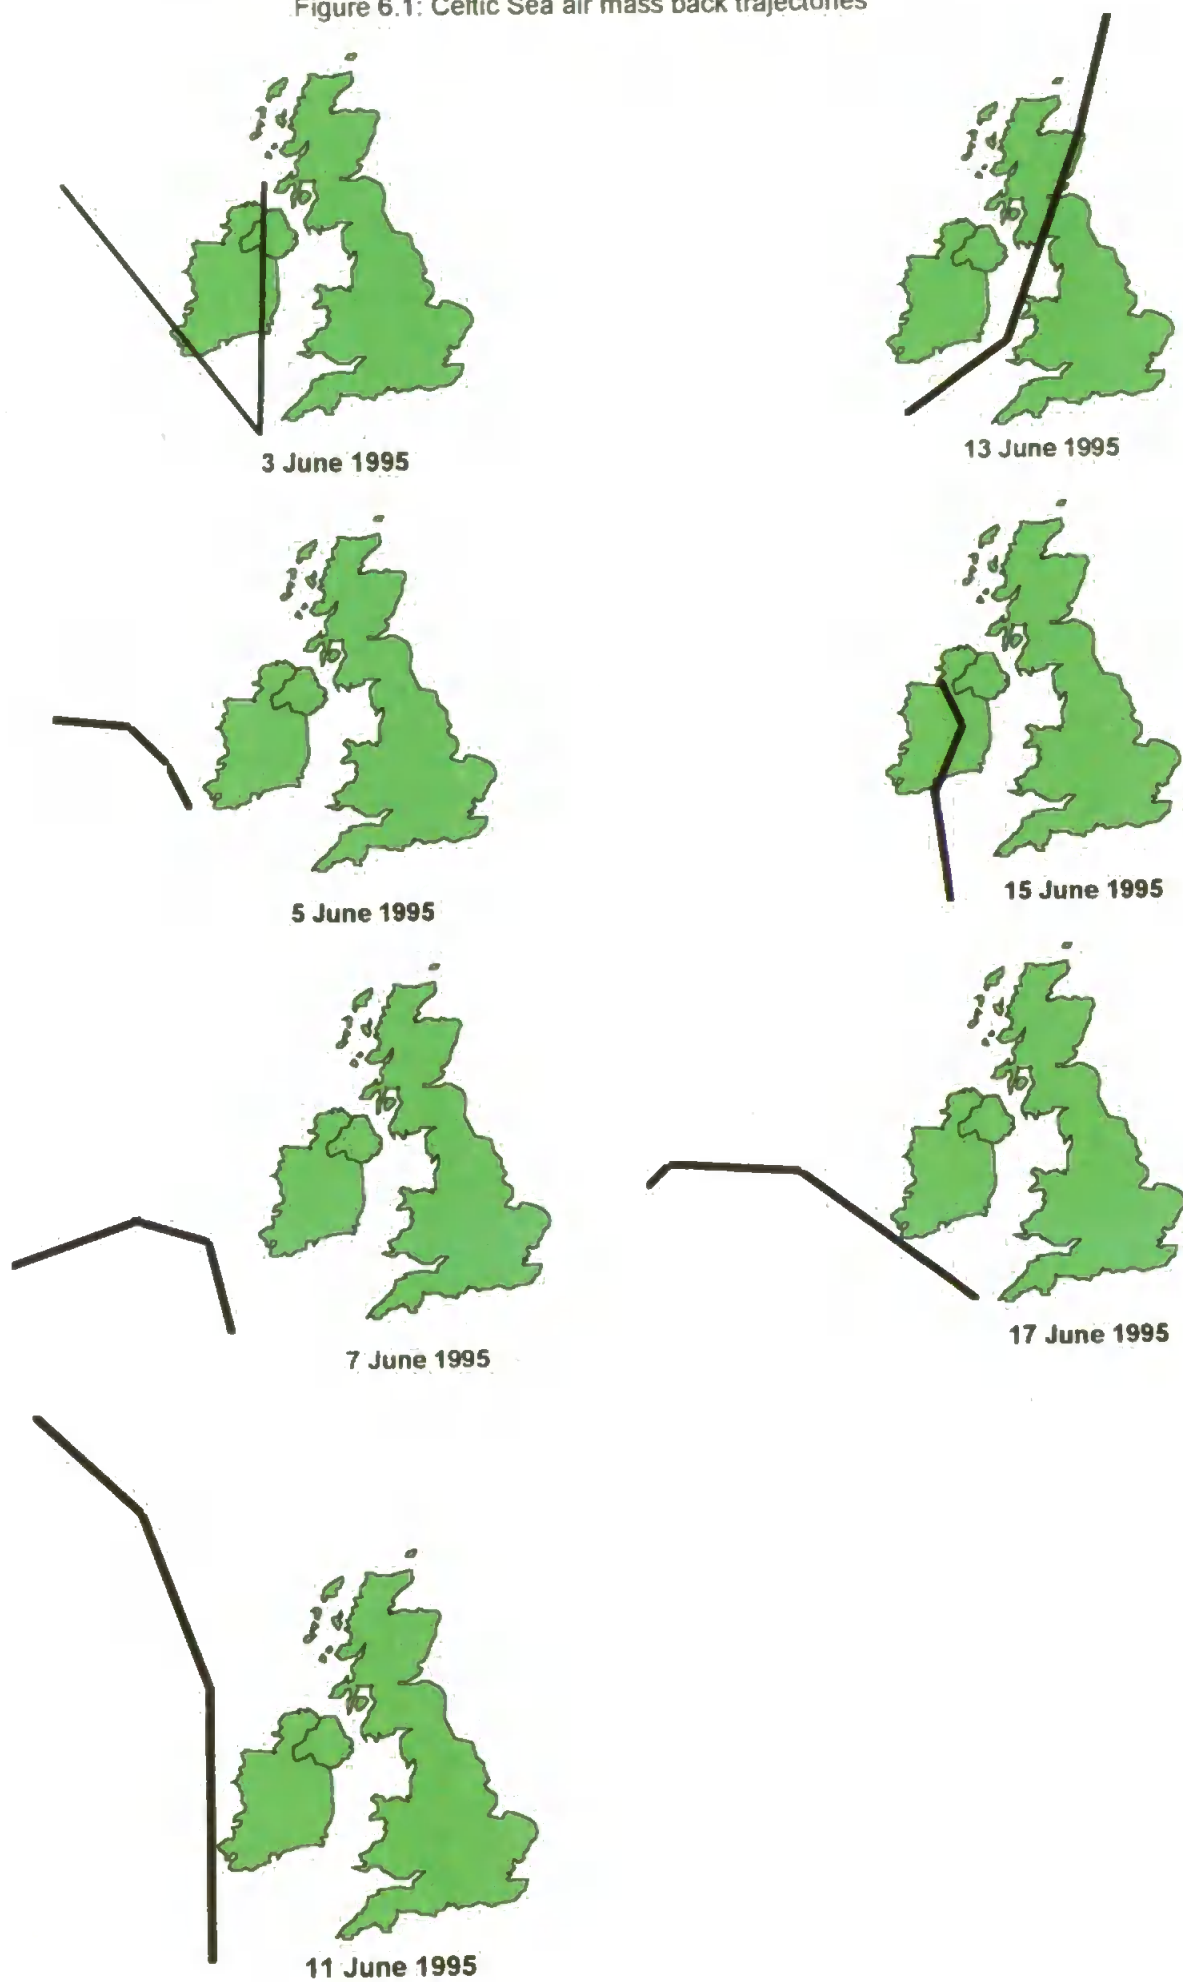 Figure 6.1: Celtic Sea air mass back trajectories
3 June 1995
13 June 1995
5 June 1995
15 June 1995
7 June 1995
17 June 1995
11 June 1995